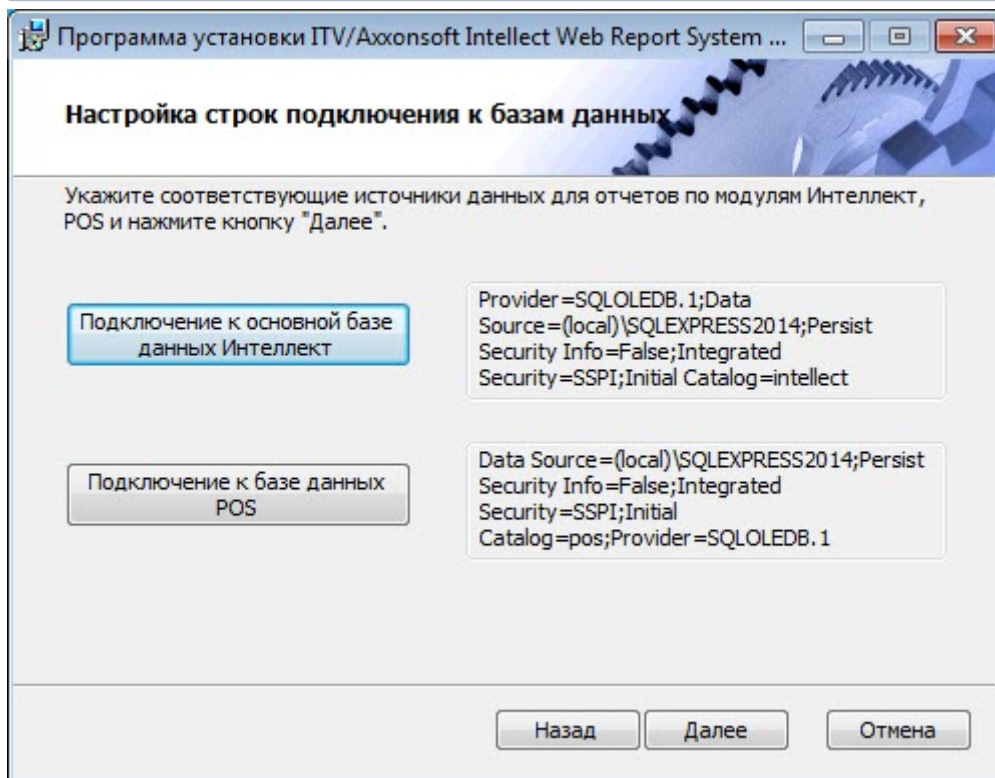 Программа установки ITV/Axxonsoft Intellect Web Report System ...
Настройка строк подключения к базам данных
Укажите соответствующие источники данных для отчетов по модулям Интеллект,
POS и нажмите кнопку "Далее".
Подключение к основной базе
данных Интеллект
Provider=SQLOLEDB.1;Data
Source=(local)\SQLEXPRESS2014;Persist
Security Info=False;Integrated
Security=SSPI;Initial Catalog=intellect
Подключение к базе данных
POS
Data Source=(local)\SQLEXPRESS2014;Persist
Security Info=False;Integrated
Security=SSPI;Initial
Catalog=pos;Provider=SQLOLEDB.1
Назад
Далее
Отмена